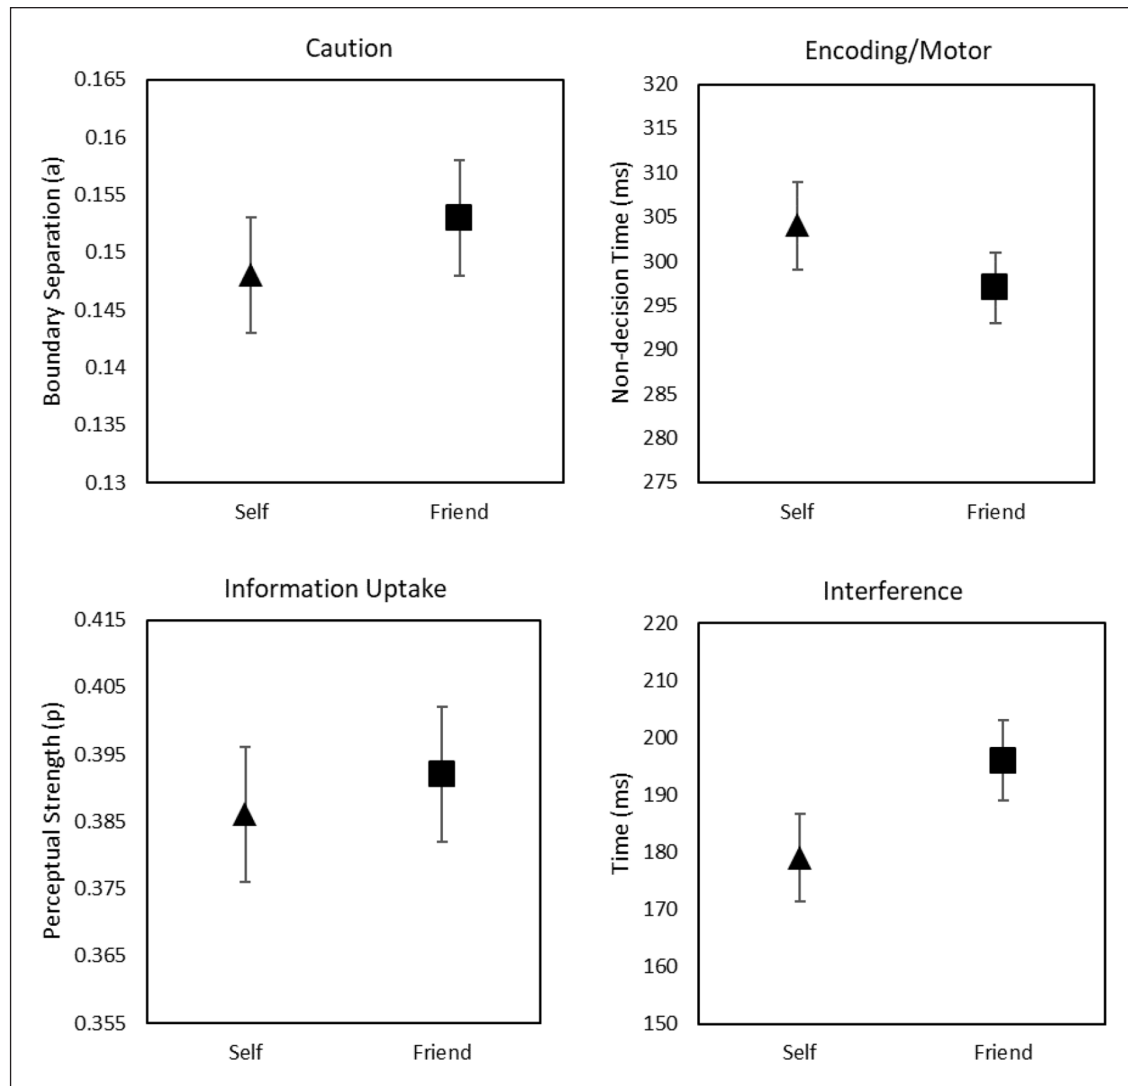 Caution
Boundary Separation (a)
0.165
0.16
0.155
0.15
0.145
0.14
0.135
0.13
Self Friend
Encoding/Motor
Non-decision Time (ms)
320
315
310
305
300
295
290
285
280
275
Self Friend
Information Uptake
Perceptual Strength (p)
0.415
0.405
0.395
0.385
0.375
0.365
0.355
Self Friend
Interference
Time (ms)
220
210
200
190
180
170
160
150
Self Friend